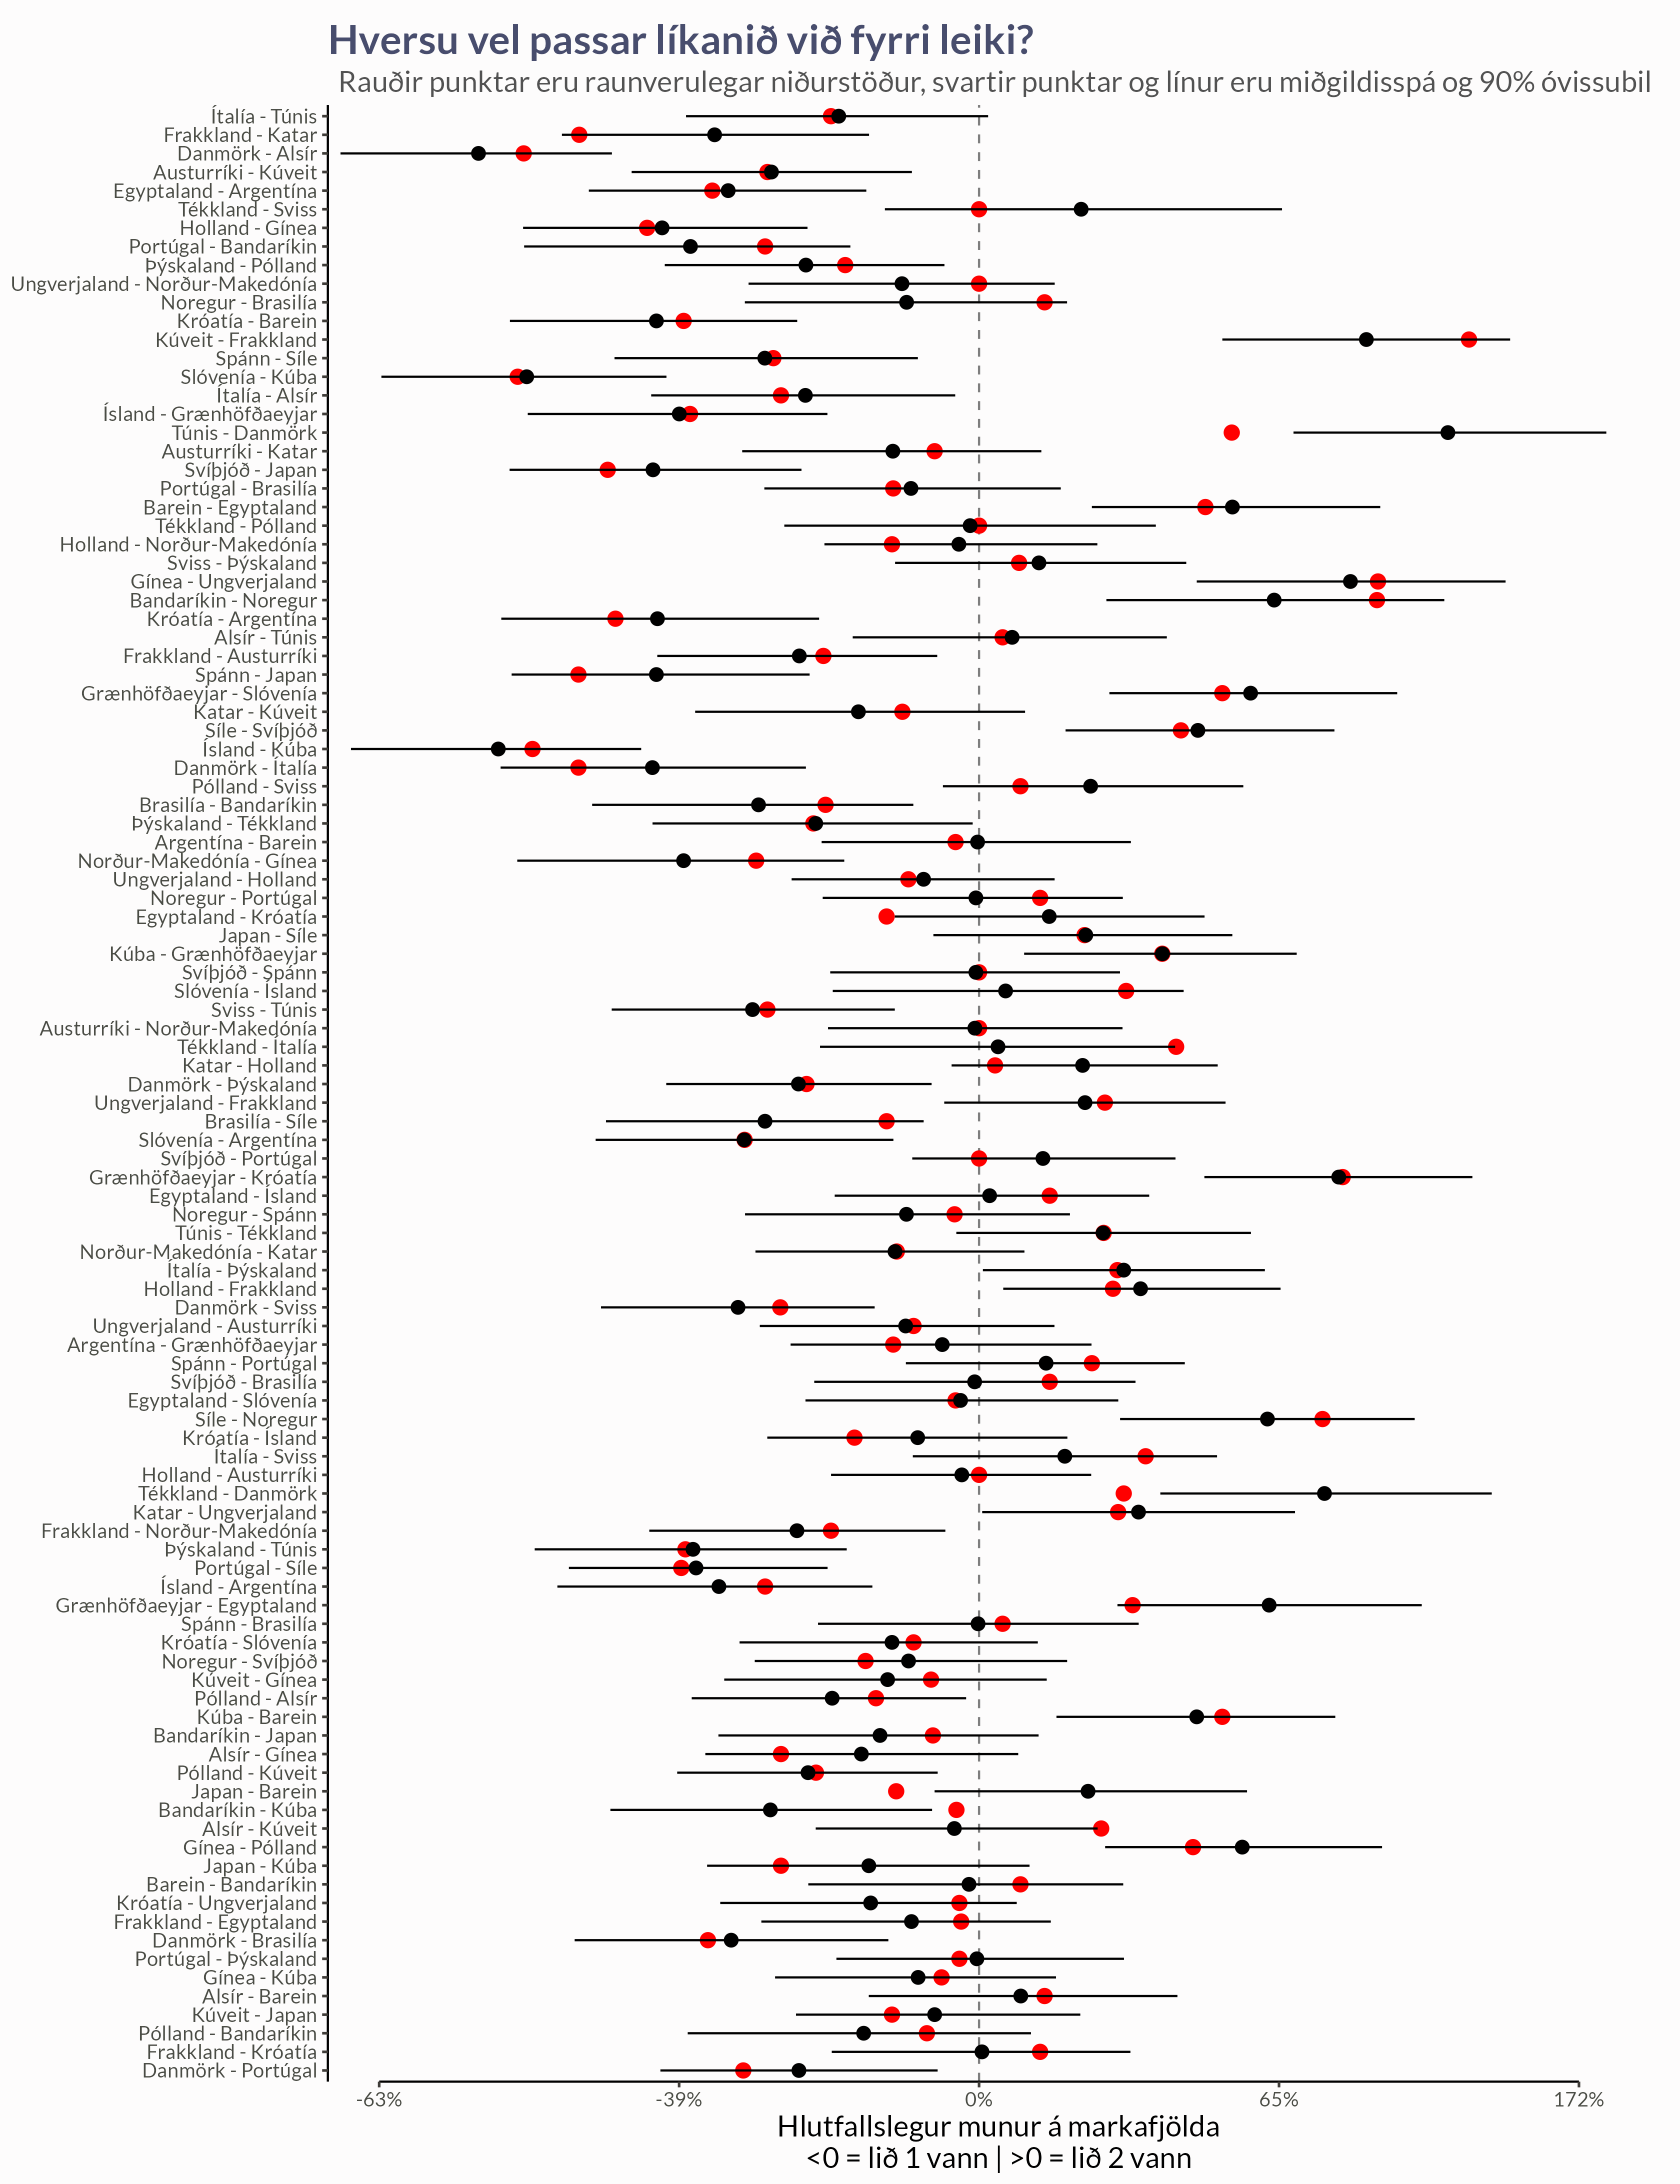 Hversu vel passar líkanið við fyrri leiki?
Rauðir punktar eru raunverulegar niðurstöður, svartir punktar og línur eru miðgildisspá og 90% óvissubil
Ítalía - Túnis
Frakkland - Katar
Danmörk - Alsír
Austurríki - Kúveit
Egyptaland - Argentína
Tékkland - Sviss
Holland - Gínea
Portúgal - Bandaríkin
Þýskaland - Pólland
Ungverjaland - Norður-Makedónía
Noregur - Brasilía
Króatía - Barein
Kúveit - Frakkland
Spánn - Síle
Slóvenía - Kúba
Ítalía - Alsír
Ísland - Grænhöfðaeyjar
Túnis - Danmörk
Austurríki - Katar
Svíþjóð - Japan
Portúgal - Brasilía
Barein - Egyptaland
Tékkland - Pólland
Holland - Norður-Makedónía
Sviss - Þýskaland
Gínea - Ungverjaland
Bandaríkin - Noregur
Króatía - Argentína
Alsír - Túnis
Frakkland - Austurríki
Spánn - Japan
Grænhöfðaeyjar - Slóvenía
Katar - Kúveit
Síle - Svíþjóð
Ísland - Kúba
Danmörk - Ítalía
Pólland - Sviss
Brasilía - Bandaríkin
Þýskaland - Tékkland
Argentína - Barein
Norður-Makedónía - Gínea
Ungverjaland - Holland
Noregur - Portúgal
Egyptaland - Króatía
Japan - Síle
Kúba - Grænhöfðaeyjar
Svíþjóð - Spánn
Slóvenía - Ísland
Sviss - Túnis
Austurríki - Norður-Makedónía
Tékkland - Ítalía
Katar - Holland
Danmörk - Þýskaland
Ungverjaland - Frakkland
Brasilía - Síle
Slóvenía - Argentína
Svíþjóð - Portúgal
Grænhöfðaeyjar - Króatía
Egyptaland - Ísland
Noregur - Spánn
Túnis - Tékkland
Norður-Makedónía - Katar
Ítalía - Þýskaland
Holland - Frakkland
Danmörk - Sviss
Ungverjaland - Austurríki
Argentína - Grænhöfðaeyjar
Spánn - Portúgal
Svíþjóð - Brasilía
Egyptaland - Slóvenía
Síle - Noregur
Króatía - Ísland
Ítalía - Sviss
Holland - Austurríki
Tékkland - Danmörk
Katar - Ungverjaland
Frakkland - Norður-Makedónía
Þýskaland - Túnis
Portúgal - Síle
Ísland - Argentína
Grænhöfðaeyjar - Egyptaland
Spánn - Brasilía
Króatía - Slóvenía
Noregur - Svíþjóð
Kúveit - Gínea
Pólland - Alsír
Kúba - Barein
Bandaríkin - Japan
Alsír - Gínea
Pólland - Kúveit
Japan - Barein
Bandaríkin - Kúba
Alsír - Kúveit
Gínea - Pólland
Japan - Kúba
Barein - Bandaríkin
Króatía - Ungverjaland
Frakkland - Egyptaland
Danmörk - Brasilía
Portúgal - Þýskaland
Gínea - Kúba
Alsír - Barein
Kúveit - Japan
Pólland - Bandaríkin
Frakkland - Króatía
Danmörk - Portúgal
-63% -39% 0% 65% 172%
Hlutfallslegur munur á markafjölda
<0 = lið 1 vann | >0 = lið 2 vann